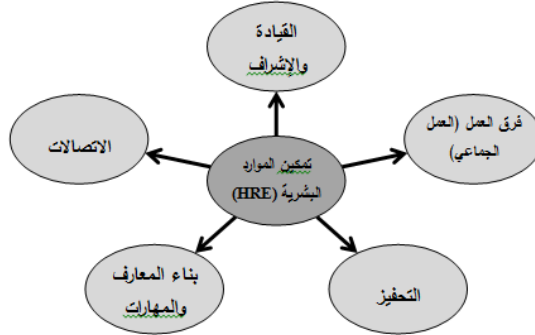 القيادة
والإشراف
فرق العمل (العمل
الجماعي)
الاتصالات
تمكين الموارد
البشرية (HRE)
بناء المعارف
والمهارات
التحفيز